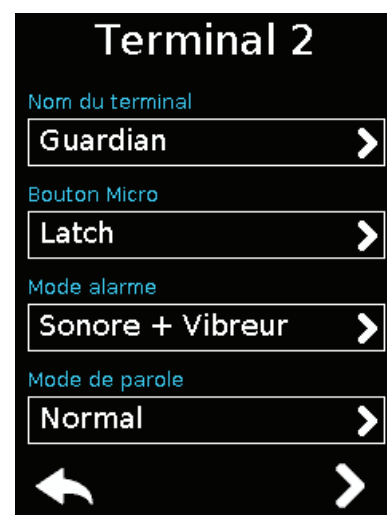 Terminal 2
Nom du terminal
Guardian
Bouton Micro
Latch
Mode alarme
Sonore + Vibreur
Mode de parole
Normal